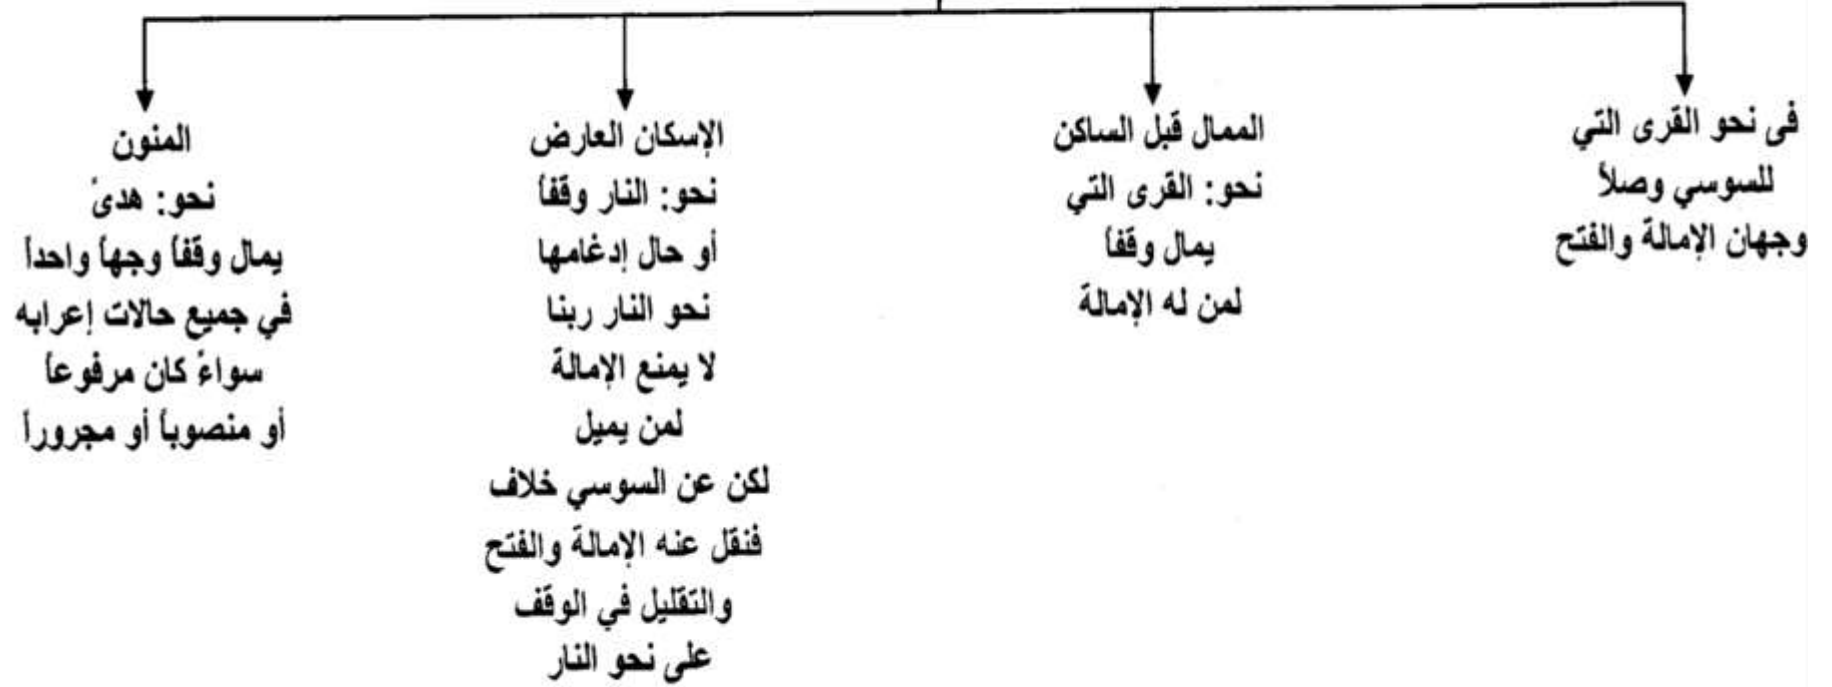 فى نحو القرى التي
للسوسي وصلاً
وجهان الإمالة والفتح
الممال قبل الساكن
نحو: القرى التي
يمال وقفاً
لمن له الإمالة
الإسكان العارض
نحو: النار وقفاً
أو حال إدغامها
نحو النار ربنا
لا يمنع الإمالة
لمن يميل
لكن عن السوسي خلاف
فنقل عنه الإمالة والفتح
والتقليل في الوقف
على نحو النار
المنون
نحو: هدىً
يمال وقفاً وجهاً واحداً
في جميع حالات إعرابه
سواءً كان مرفوعاً
أو منصوباً أو مجروراً